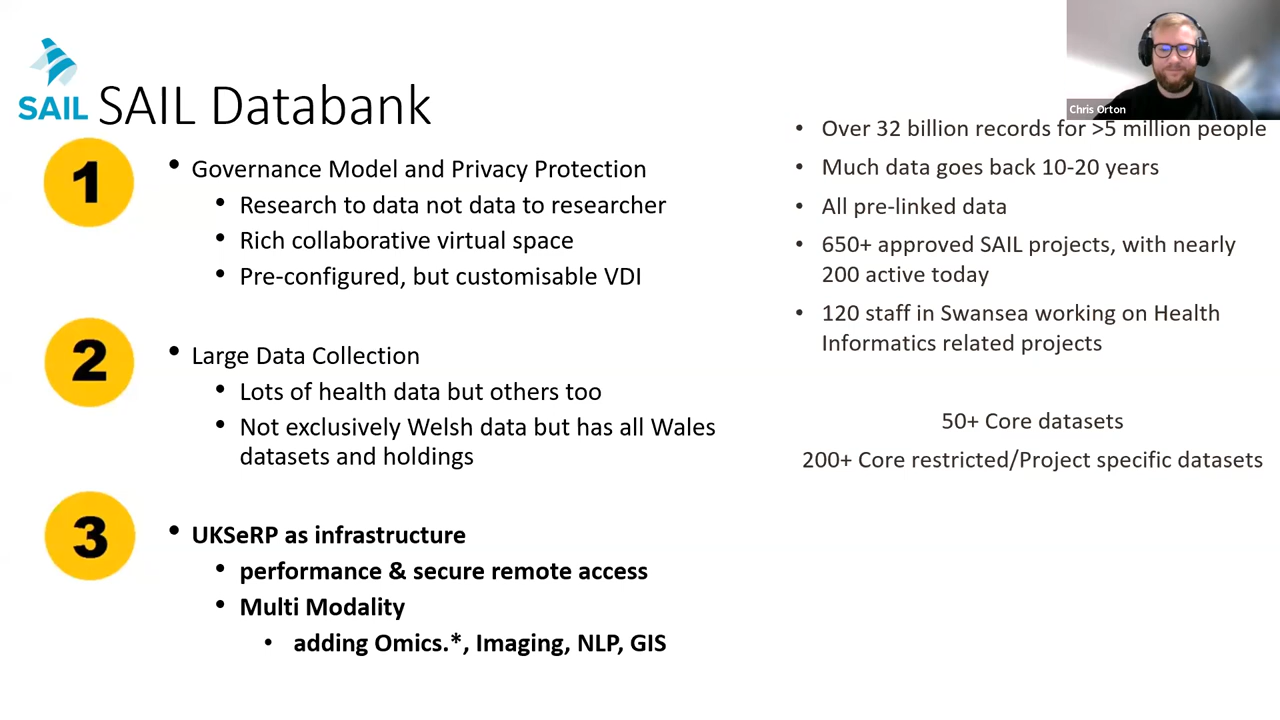 SAIL
SAIL Databank
Chris Orton
1
Governance Model and Privacy Protection
Research to data not data to researcher
Rich collaborative virtual space
Pre-configured, but customisable VDI
2
Large Data Collection
Lots of health data but others too
Not exclusively Welsh data but has all Wales
datasets and holdings
3
UKSeRP as infrastructure
performance & secure remote access
Multi Modality
adding Omics.*, Imaging, NLP, GIS
Over 32 billion records for >5 million people
Much data goes back 10-20 years
All pre-linked data
650+ approved SAIL projects, with nearly
200 active today
120 staff in Swansea working on Health
Informatics related projects
50+ Core datasets
200+ Core restricted/Project specific datasets